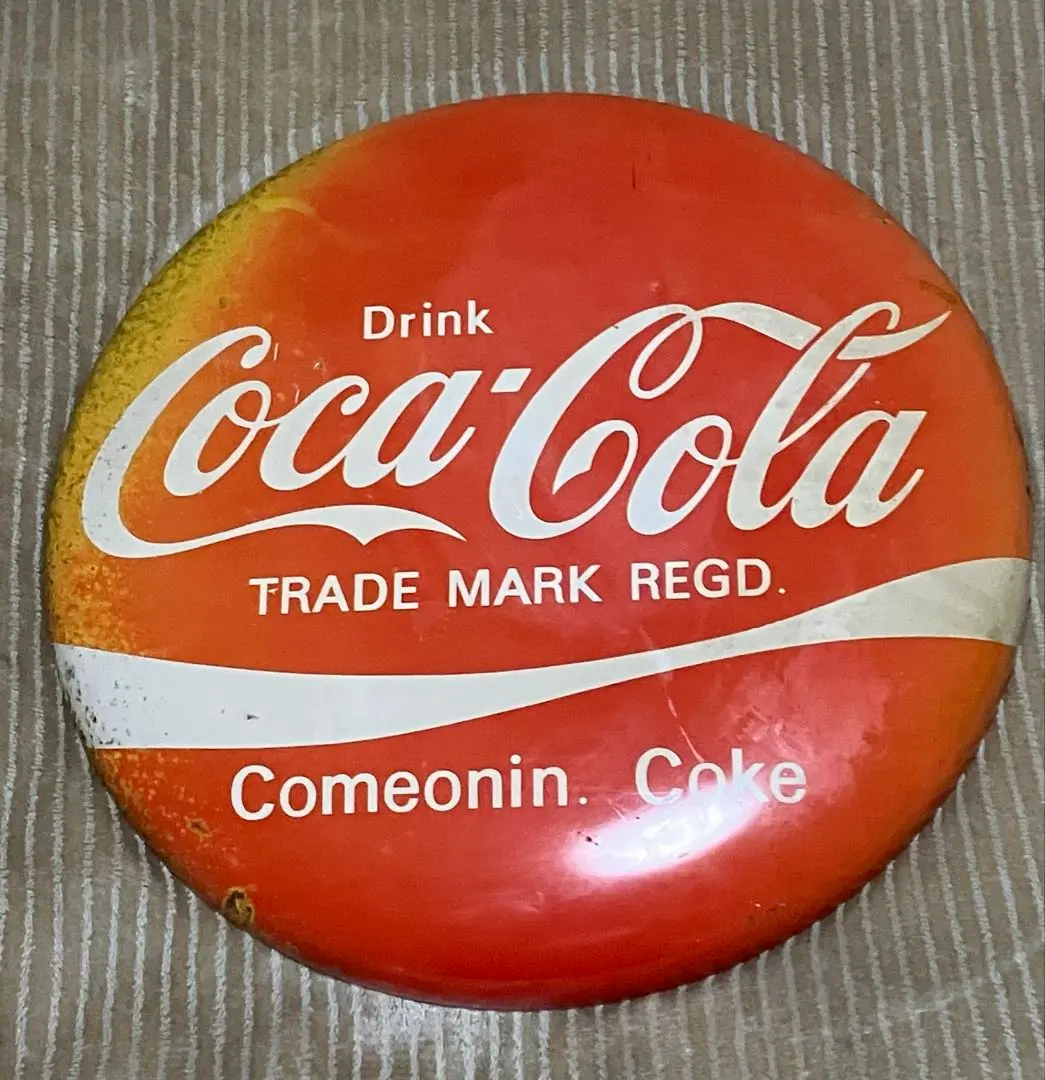 Drink
Coca-Cola
TRADE MARK REGD.
Comeonin. Coke